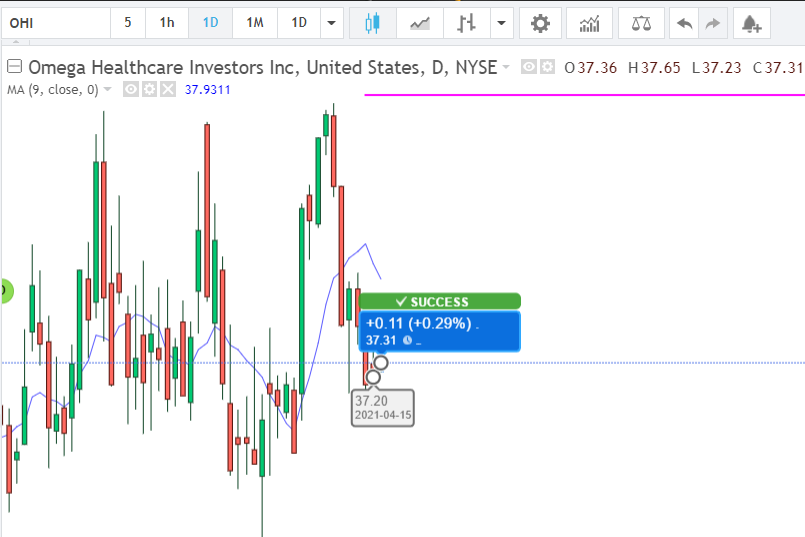 OHI 5 1h 1D 1M 1D
Omega Healthcare Investors Inc, United States, D, NYSE O37.36 H37.65 L37.23 C37.31
MA (9, close, 0) 37.9311
SUCCESS
+0.11 (+0.29%) .
37.31
37.20
2021-04-15